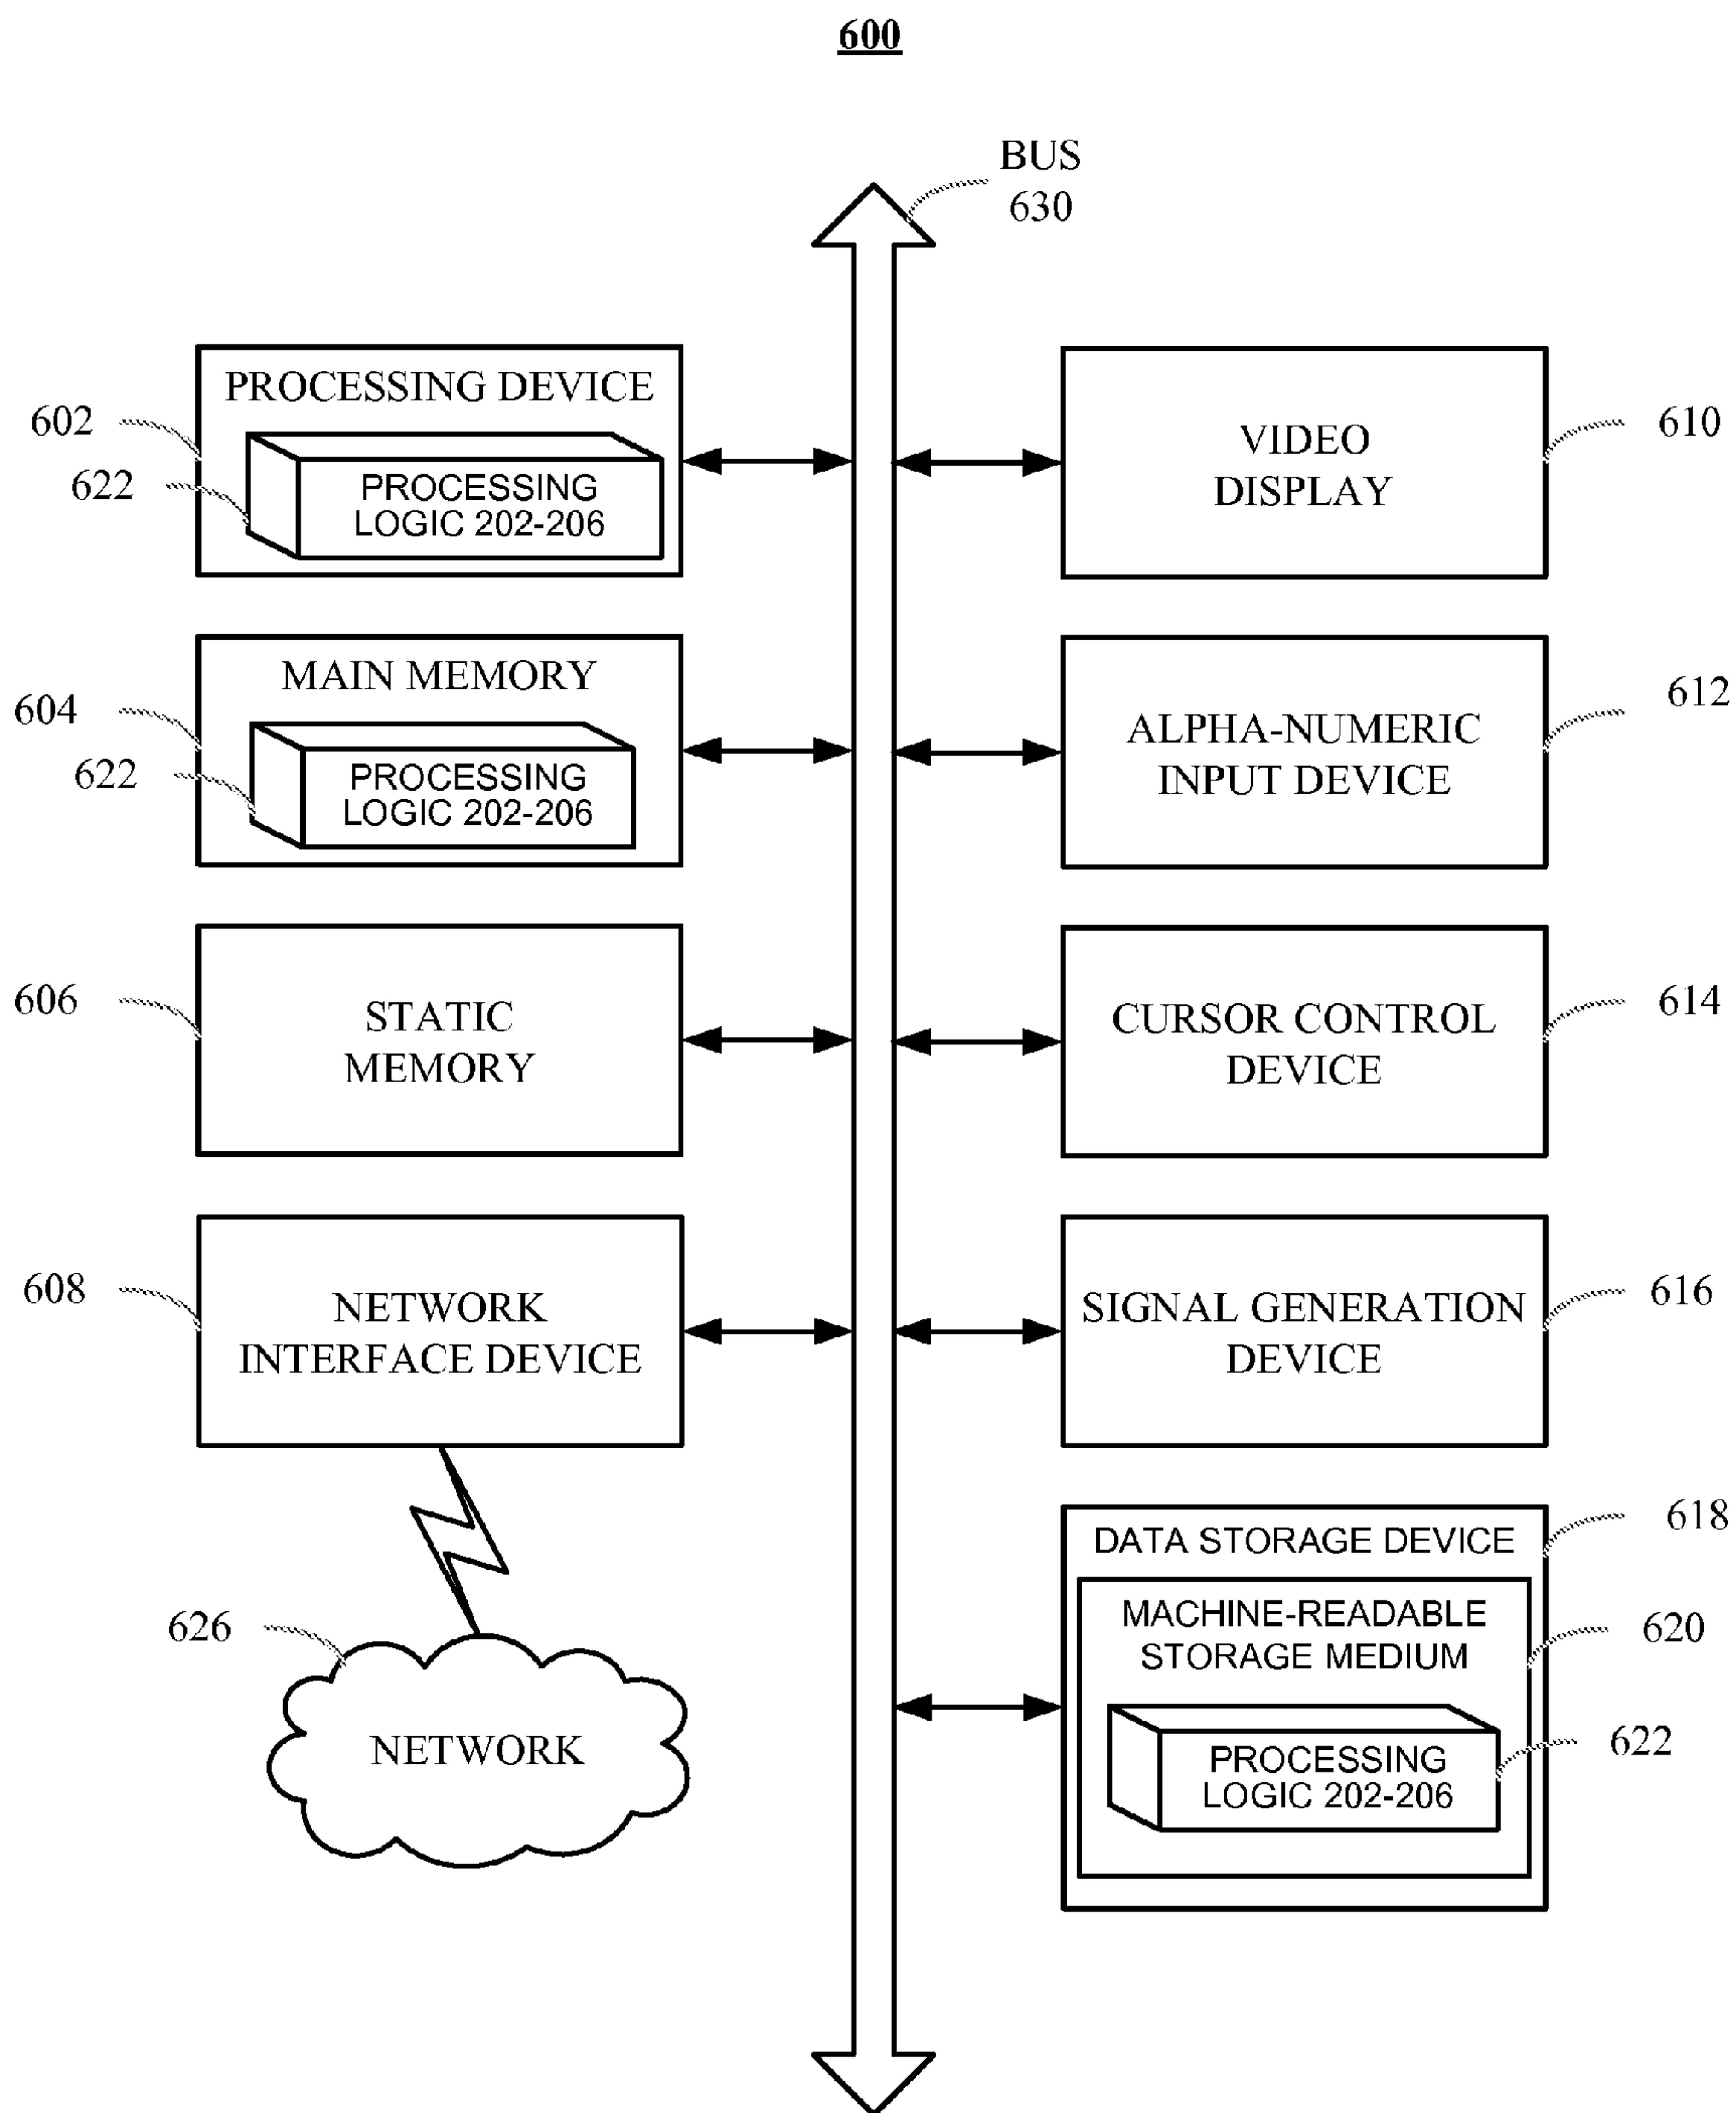 600
BUS
630
PROCESSING DEVICE
602
622
PROCESSING
LOGIC 202-206
VIDEO
DISPLAY
610
MAIN MEMORY
604
622
PROCESSING
LOGIC 202-206
ALPHA-NUMERIC
INPUT DEVICE
612
606
STATIC
MEMORY
CURSOR CONTROL
DEVICE
614
608
NETWORK
INTERFACE DEVICE
SIGNAL GENERATION
DEVICE
616
626
NETWORK
DATA STORAGE DEVICE
618
MACHINE-READABLE
STORAGE MEDIUM
620
PROCESSING
LOGIC 202-206
622